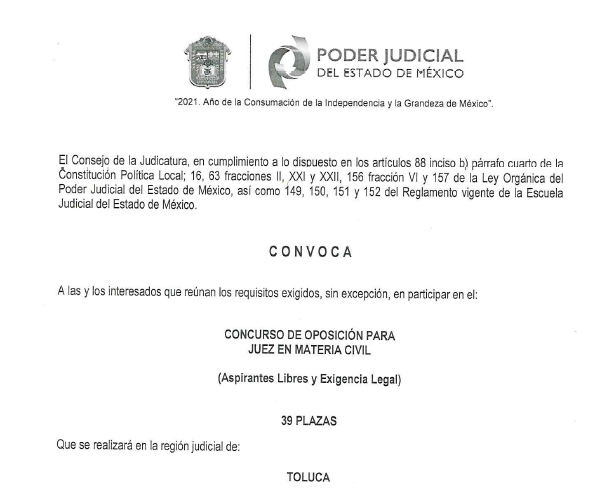 PODER JUDICIAL
DEL ESTADO DE MÉXICO
"2021. Año de la Consumación de la Independencia y la Grandeza de México".
El Consejo de la Judicatura, en cumplimiento a lo dispuesto en los artículos 88 inciso b) párrafo cuarto de la
Constitución Política Local; 16, 63 fracciones II, XXI y XXII, 156 fracción VI y 157 de la Ley Orgánica del
Poder Judicial del Estado de México, así como 149, 150, 151 y 152 del Reglamento vigente de la Escuela
Judicial del Estado de México.
CONVOCA
A las y los interesados que reúnan los requisitos exigidos, sin excepción, en participar en el:
CONCURSO DE OPOSICIÓN PARA
JUEZ EN MATERIA CIVIL
(Aspirantes Libres y Exigencia Legal)
39 PLAZAS
Que se realizará en la región judicial de:
TOLUCA